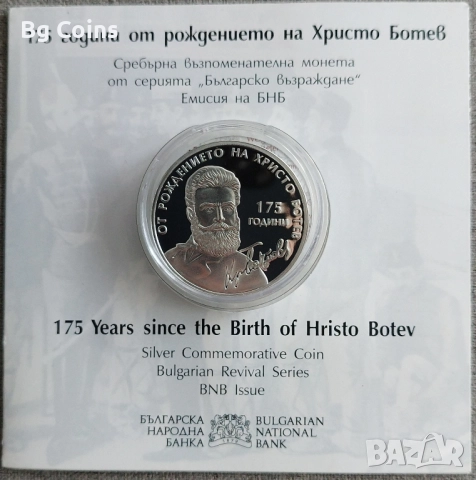 Bg Coins
175 години от рождението на Христо Ботев
Сребърна възпоменателна монета
от серията „Българско възраждане“
Емисия на БНБ
ОТ РОЖДЕНИЕТО НА ХРИСТО БОТЕВ
175
ГОДИНИ
175 Years since the Birth of Hristo Botev
Silver Commemorative Coin
Bulgarian Revival Series
BNB Issue
БЪЛГАРСКА
НАРОДНА
БАНКА
BULGARIAN
NATIONAL
BANK
BAZAR